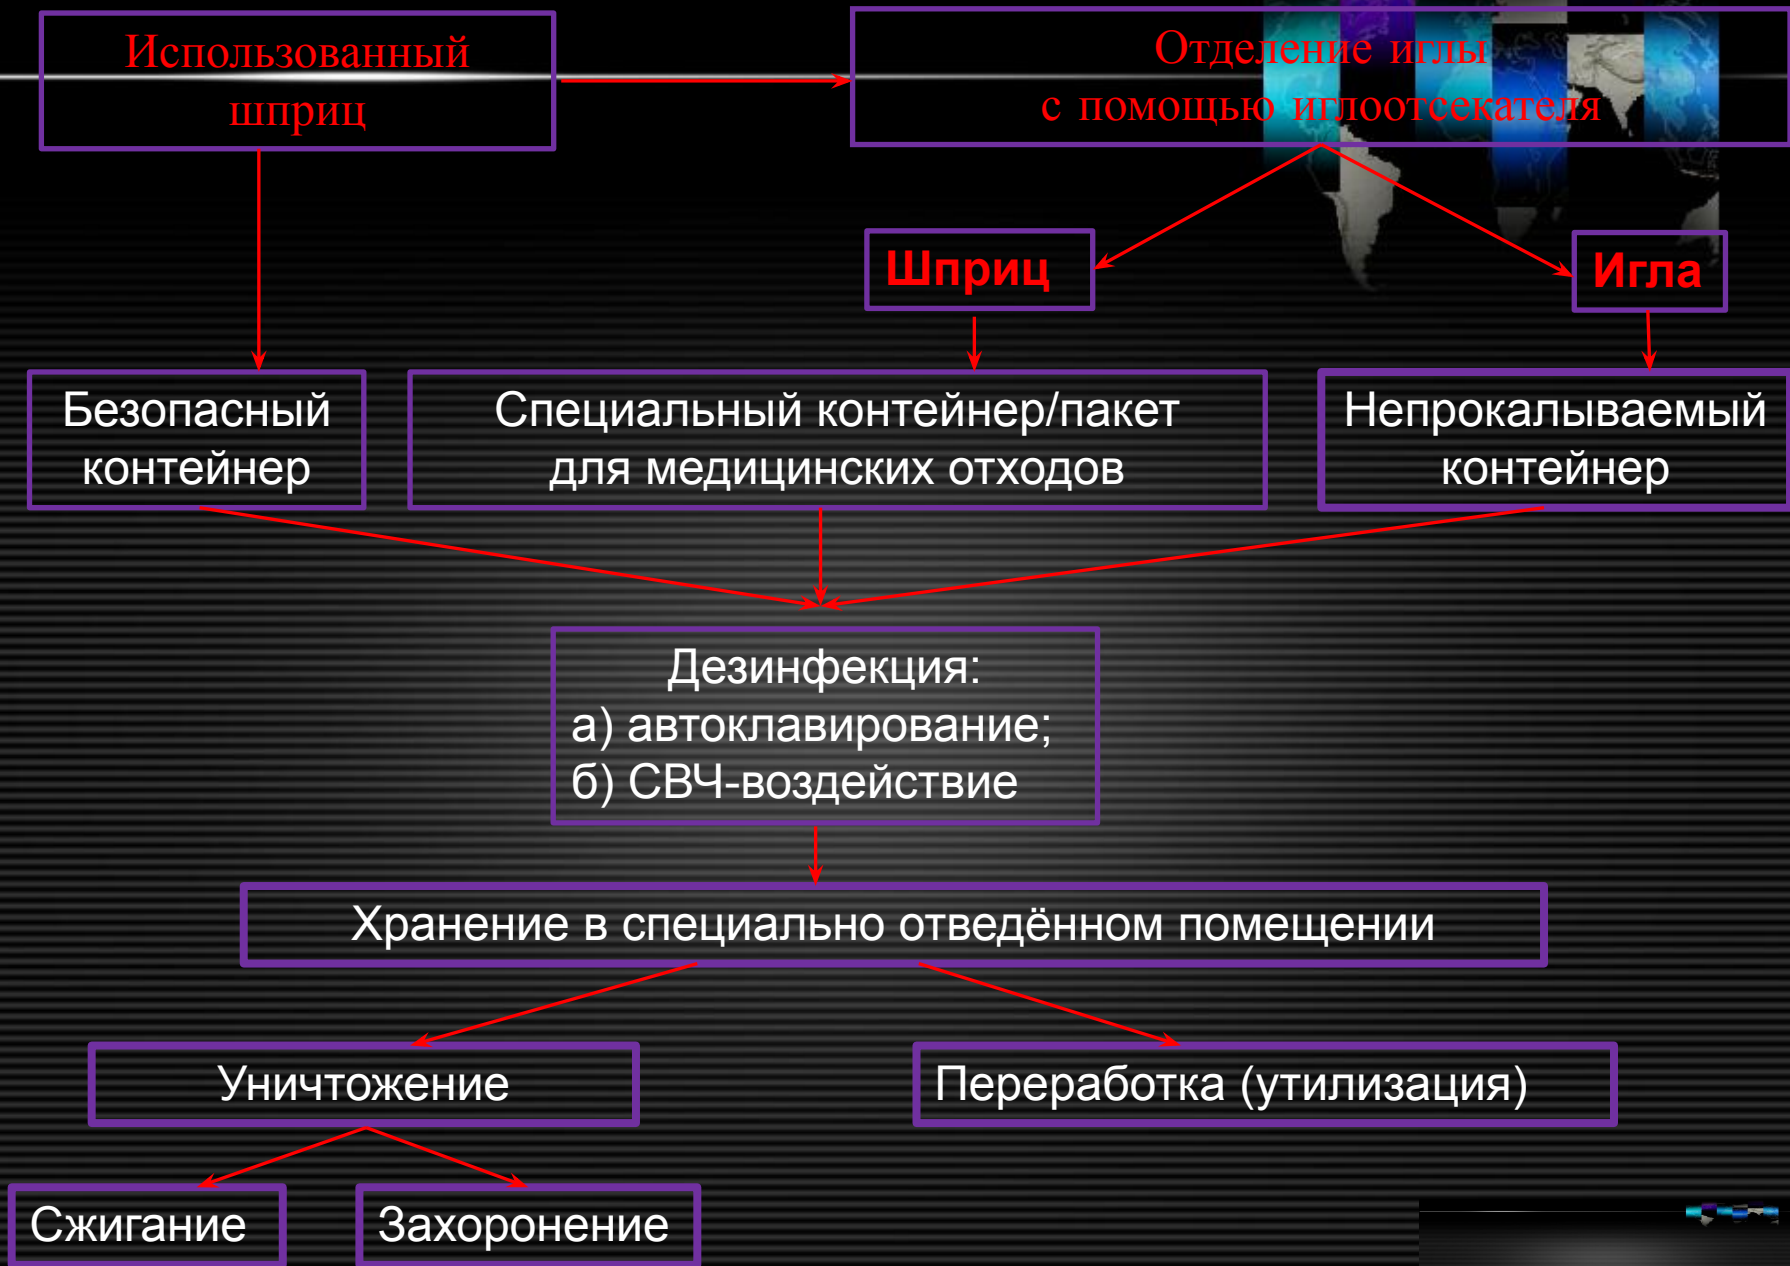 Использованный
шприц
Отделение иглы
с помощью иглоотсекателя
Шприц
Игла
Безопасный
контейнер
Специальный контейнер/пакет
для медицинских отходов
Непрокалываемый
контейнер
Дезинфекция:
а) автоклавирование;
б) СВЧ-воздействие
Хранение в специально отведённом помещении
Уничтожение
Переработка (утилизация)
Сжигание
Захоронение